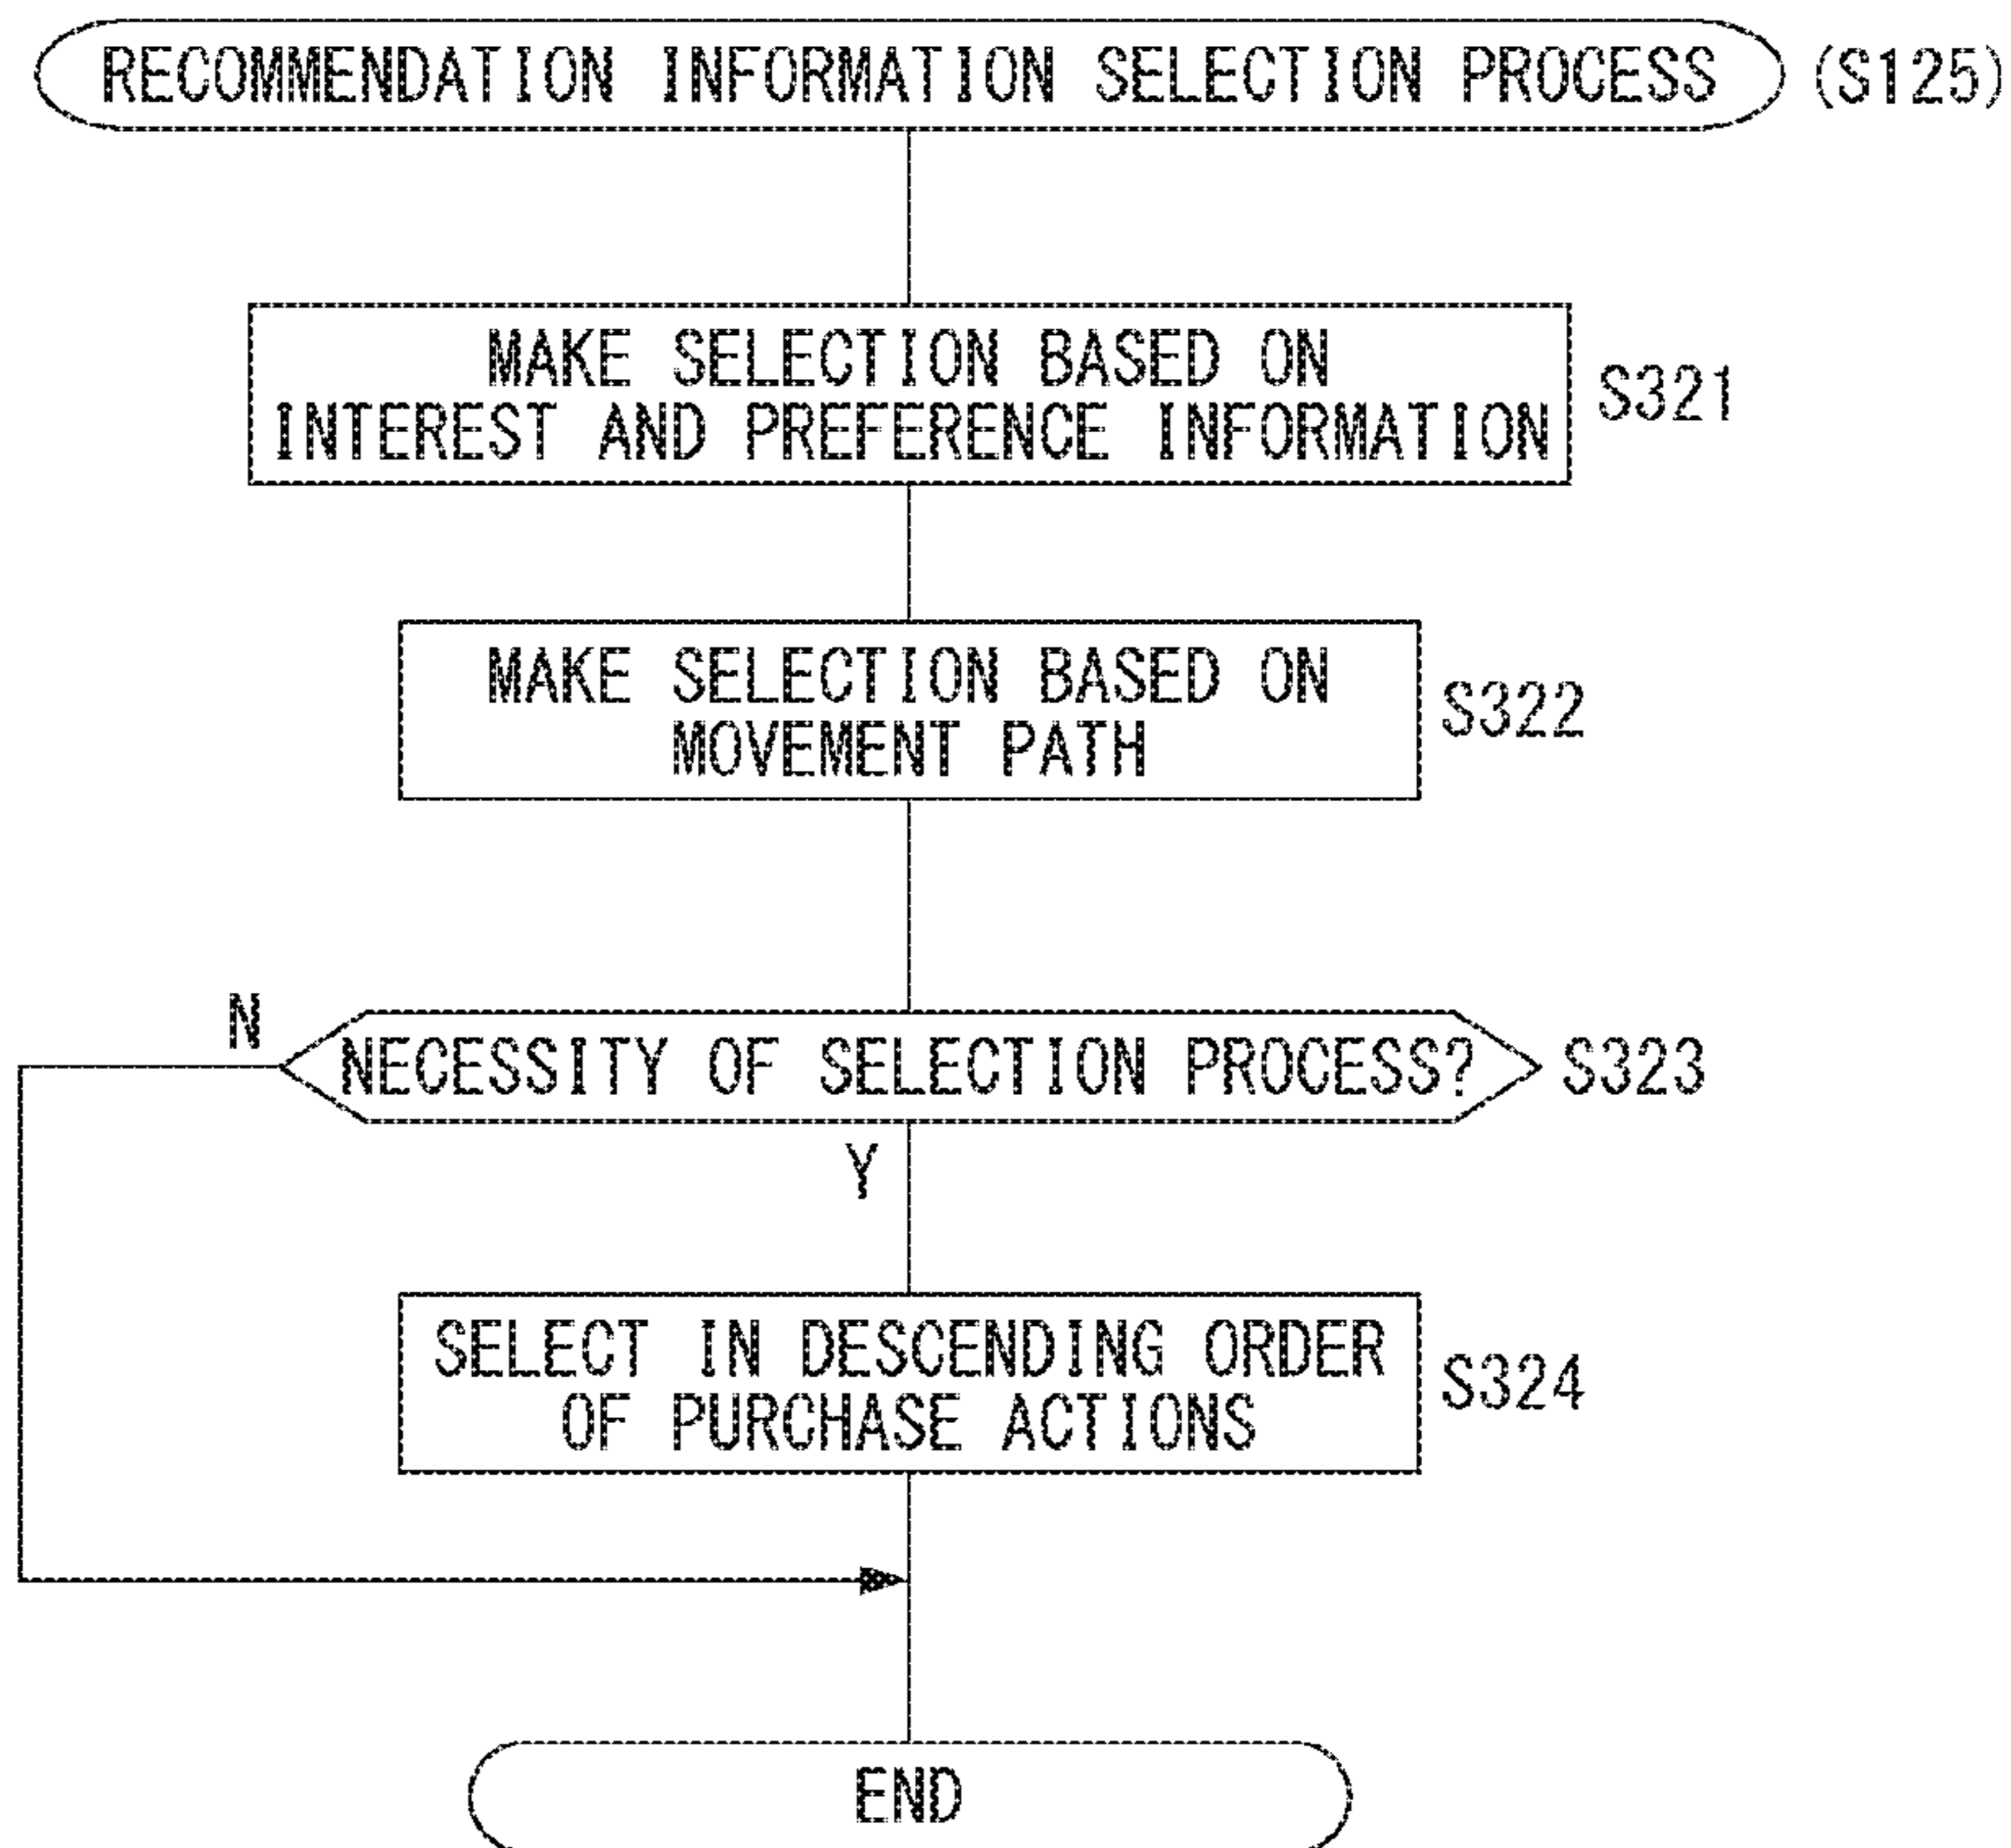 RECOMMENDATION INFORMATION SELECTION PROCESS (S125)
MAKE SELECTION BASED ON
INTEREST AND PREFERENCE INFORMATION
S321
MAKE SELECTION BASED ON
MOVEMENT PATH
S322
N
NECESSITY OF SELECTION PROCESS? S323
Y
SELECT IN DESCENDING ORDER
OF PURCHASE ACTIONS
S324
END